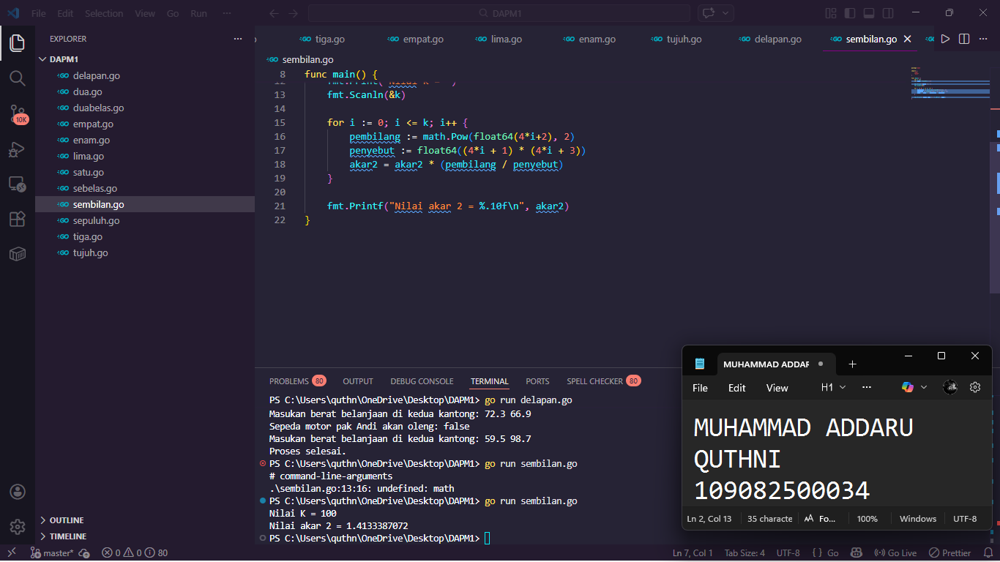 File Edit Selection View Go Run ···
DAPM1
EXPLORER ···
DAPM1
delapan.go
dua.go
duabelas.go
empat.go
enam.go
lima.go
satu.go
sebelas.go
sembilan.go
sepuluh.go
tiga.go
tujuh.go
OUTLINE
TIMELINE
10K
tiga.go empat.go lima.go enam.go tujuh.go delapan.go sembilan.go
sembilan.go
8 func main() {
13 fmt.Scanln(&k)
14
15 for i := 0; i <= k; i++ {
16 pembilang := math.Pow(float64(4*i+2), 2)
17 penyebut := float64((4*i + 1) * (4*i + 3))
18 akar2 = akar2 * (pembilang / penyebut)
19 }
20
21 fmt.Printf("Nilai akar 2 = %.10f\n", akar2)
22 }
PROBLEMS 80 OUTPUT DEBUG CONSOLE TERMINAL PORTS SPELL CHECKER 80
PS C:\Users\quthn\OneDrive\Desktop\DAPM1> go run delapan.go
Masukan berat belanjaan di kedua kantong: 72.3 66.9
Sepeda motor pak Andi akan oleng: false
Masukan berat belanjaan di kedua kantong: 59.5 98.7
Proses selesai.
PS C:\Users\quthn\OneDrive\Desktop\DAPM1> go run sembilan.go
# command-line-arguments
.\sembilan.go:13:16: undefined: math
PS C:\Users\quthn\OneDrive\Desktop\DAPM1> go run sembilan.go
Nilai K = 100
Nilai akar 2 = 1.4133387072
PS C:\Users\quthn\OneDrive\Desktop\DAPM1>
MUHAMMAD ADDAR
File Edit View H1 ···
MUHAMMAD ADDARU
QUTHNI
109082500034
Ln 2, Col 13 35 characte Fo... 100% Windows UTF-8
master* 0 0 80 Ln 7, Col 1 Tab Size: 4 UTF-8 { } Go Go Live Prettier